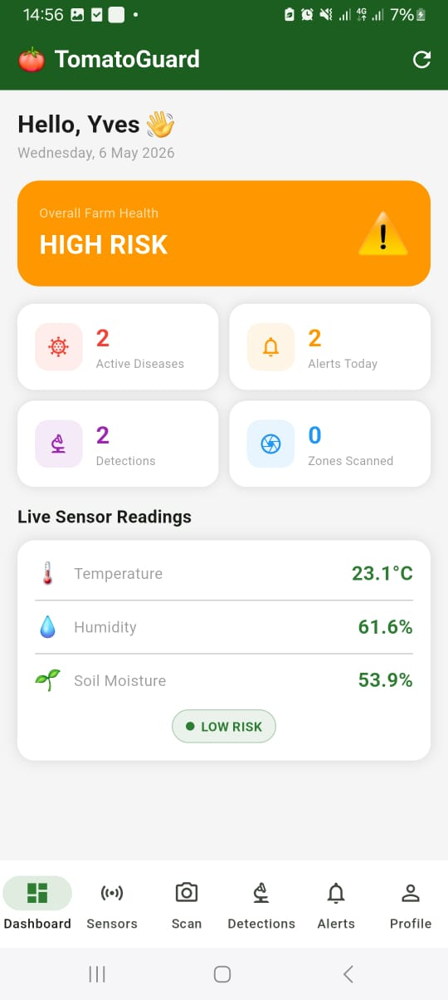 14:56
4G
7%
TomatoGuard
Hello, Yves 👋
Wednesday, 6 May 2026
Overall Farm Health
HIGH RISK
2
Active Diseases
2
Alerts Today
2
Detections
0
Zones Scanned
Live Sensor Readings
Temperature 23.1°C
Humidity 61.6%
Soil Moisture 53.9%
LOW RISK
Dashboard Sensors Scan Detections Alerts Profile